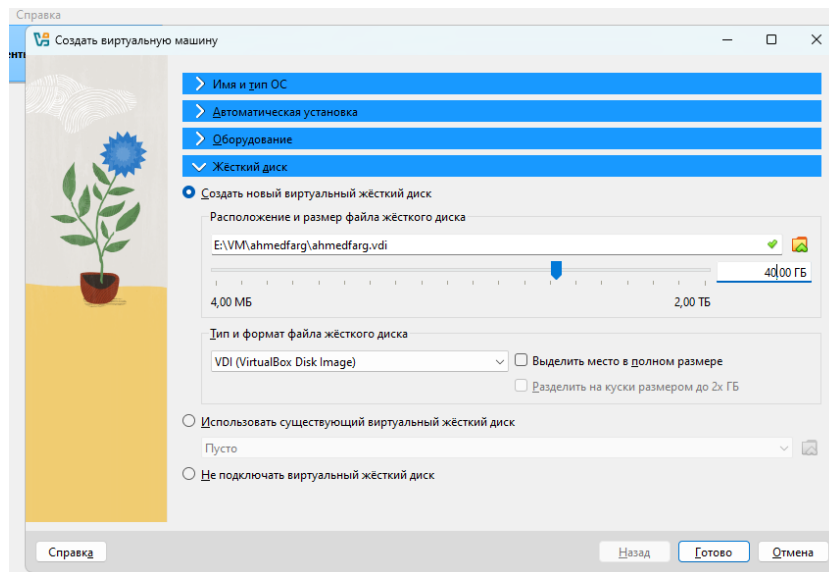 Справка
Создать виртуальную машину
Имя и тип ОС
Автоматическая установка
Оборудование
Жёсткий диск
Создать новый виртуальный жёсткий диск
Расположение и размер файла жёсткого диска
E:\VM\ahmedfarg\ahmedfarg.vdi
40,00 ГБ
4,00 МБ 2,00 ТБ
Тип и формат файла жёсткого диска
VDI (VirtualBox Disk Image) Выделить место в полном размере
Разделить на куски размером до 2х ГБ
Использовать существующий виртуальный жёсткий диск
Пусто
Не подключать виртуальный жёсткий диск
Справка Назад Готово Отмена